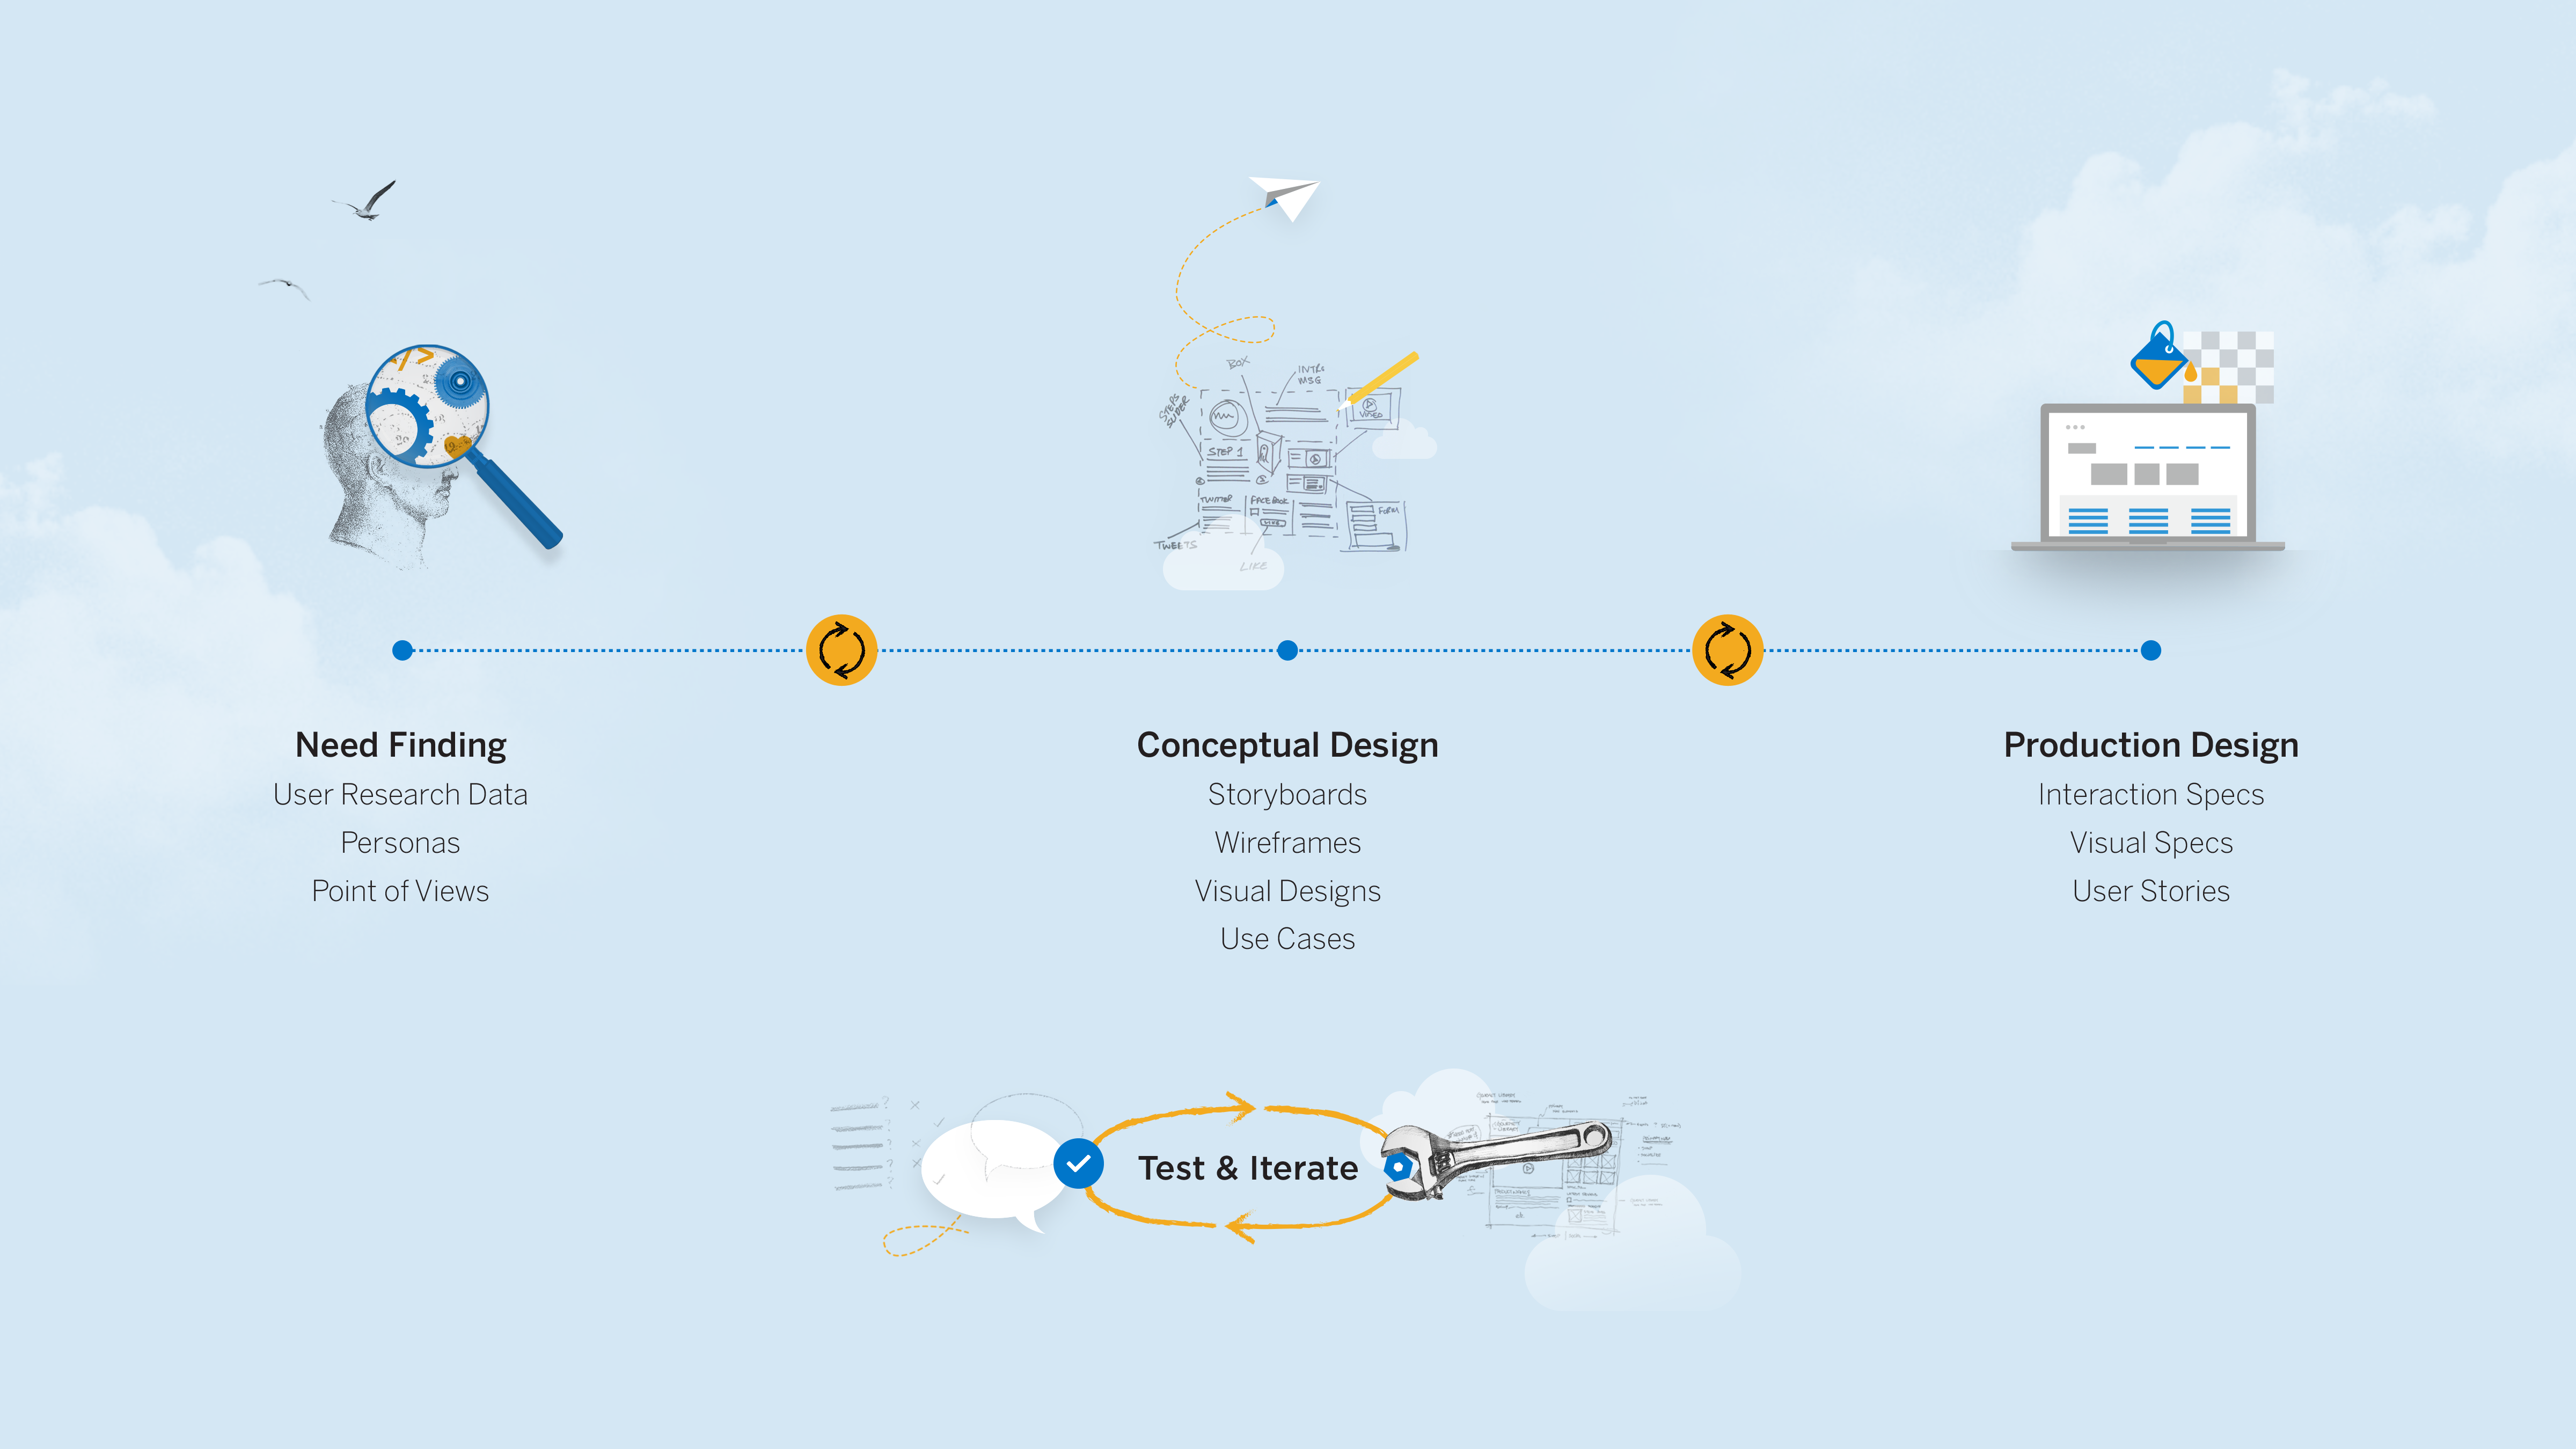 </>
BOX
INTRO
MSG
STEPS
SLIDER
VIDEO
STEP 1
TWITTER
FACEBOOK
FORM
TWEETS
LIKE
Need Finding
User Research Data
Personas
Point of Views
Conceptual Design
Storyboards
Wireframes
Visual Designs
Use Cases
Production Design
Interaction Specs
Visual Specs
User Stories
Test & Iterate